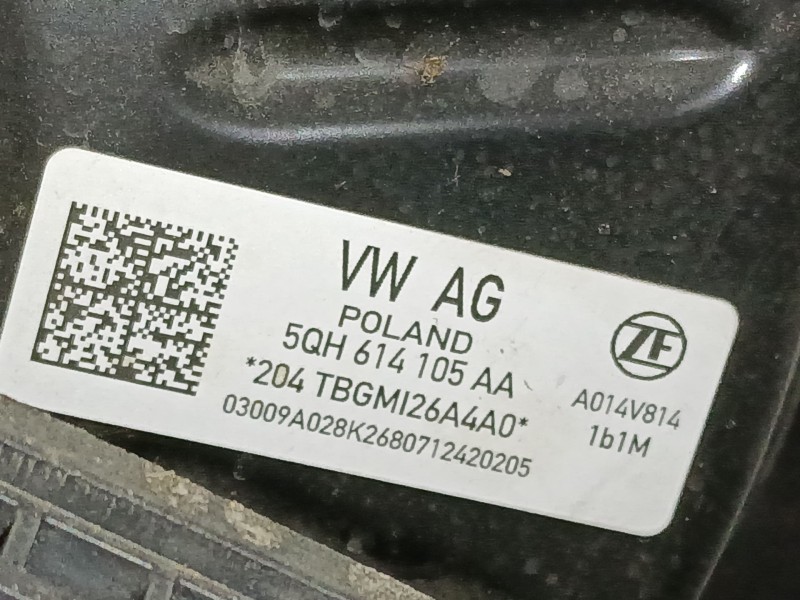 VW AG
POLAND
5QH 614 105 AA
*204 TBGMI26A4A0*
03009A028K2680712420205
ZF
A014V814
1b1M